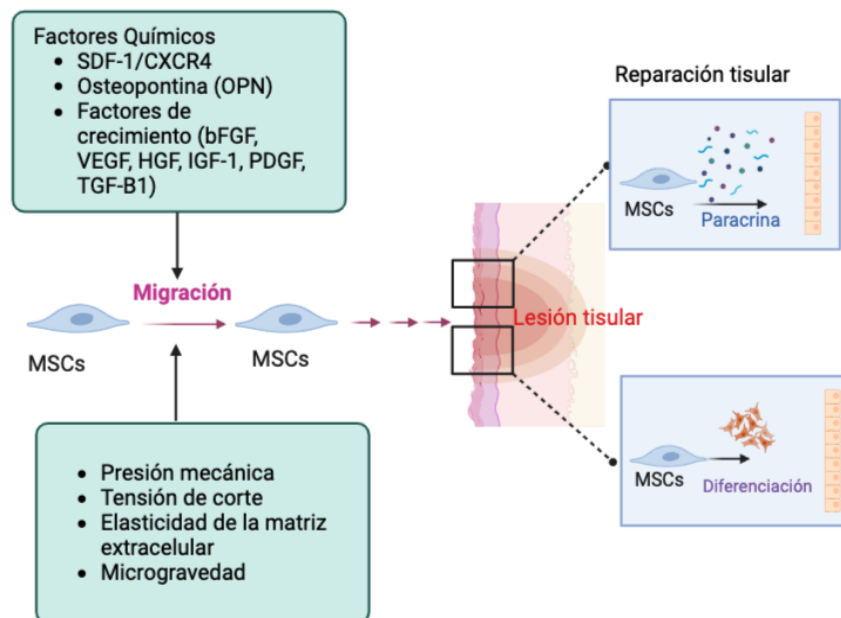 Factores Químicos
• SDF-1/CXCR4
• Osteopontina (OPN)
• Factores de
crecimiento (bFGF,
VEGF, HGF, IGF-1, PDGF,
TGF-B1)
Migración
MSCs
MSCs
• Presión mecánica
• Tensión de corte
• Elasticidad de la matriz
extracelular
• Microgravedad
Lesión tisular
Reparación tisular
MSCs
Paracrina
MSCs
Diferenciación